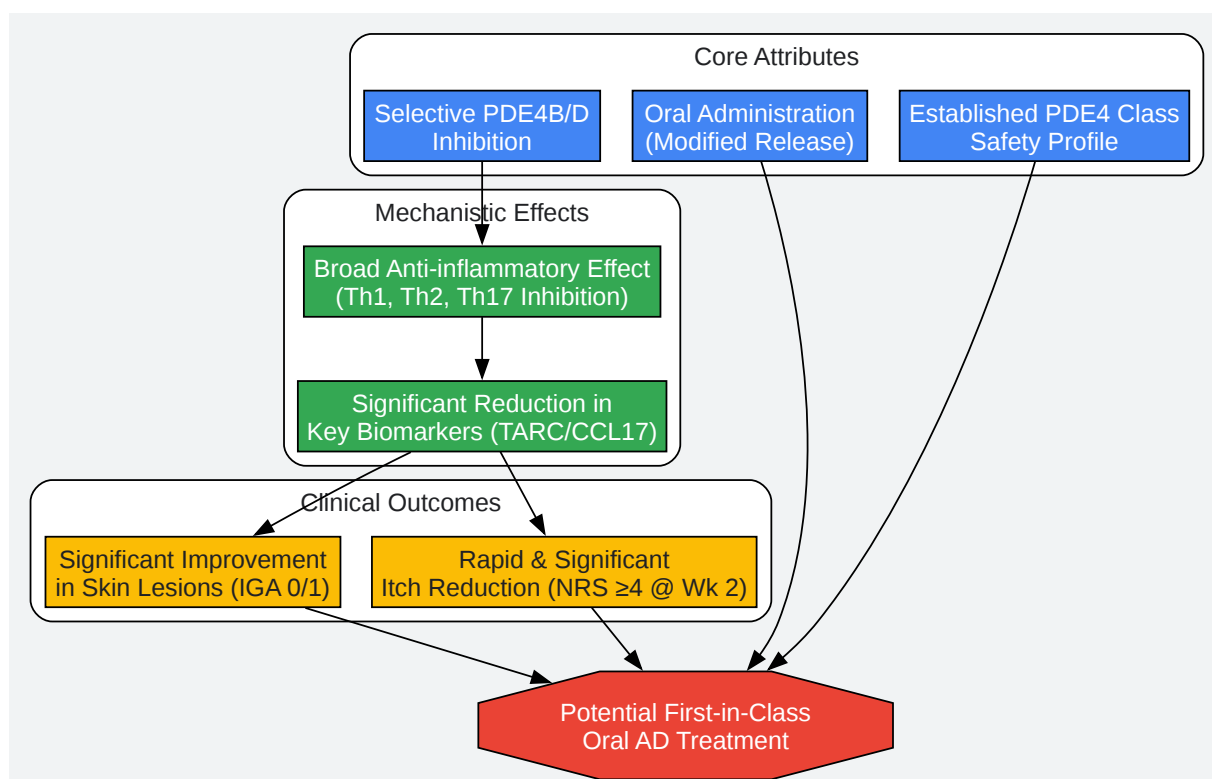 Core Attributes
Selective PDE4B/D
Inhibition
Oral Administration
(Modified Release)
Established PDE4 Class
Safety Profile
Mechanistic Effects
Broad Anti-inflammatory Effect
(Th1, Th2, Th17 Inhibition)
Significant Reduction in
Key Biomarkers (TARC/CCL17)
Clinical Outcomes
Significant Improvement
in Skin Lesions (IGA 0/1)
Rapid & Significant
Itch Reduction (NRS ≥4 @ Wk 2)
Potential First-in-Class
Oral AD Treatment